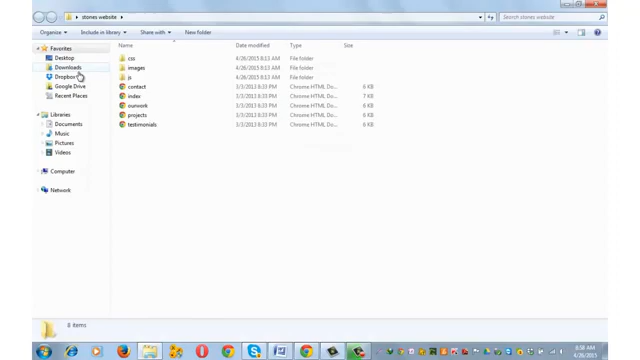 stones website
Search stones website
Organize Include in library Share with New folder
Name Date modified Type Size
Favorites
Desktop
Downloads
Dropbox
Google Drive
Recent Places
Libraries
Documents
Music
Pictures
Videos
Computer
Network
css 4/26/2015 8:13 AM File folder
images 4/26/2015 8:13 AM File folder
js 4/26/2015 8:13 AM File folder
contact 3/3/2013 8:33 PM Chrome HTML Do... 6 KB
index 3/3/2013 8:33 PM Chrome HTML Do... 7 KB
ourwork 3/3/2013 8:33 PM Chrome HTML Do... 6 KB
projects 3/3/2013 8:33 PM Chrome HTML Do... 6 KB
testimonials 3/3/2013 8:33 PM Chrome HTML Do... 6 KB
8 items
8:58 AM
4/26/2015